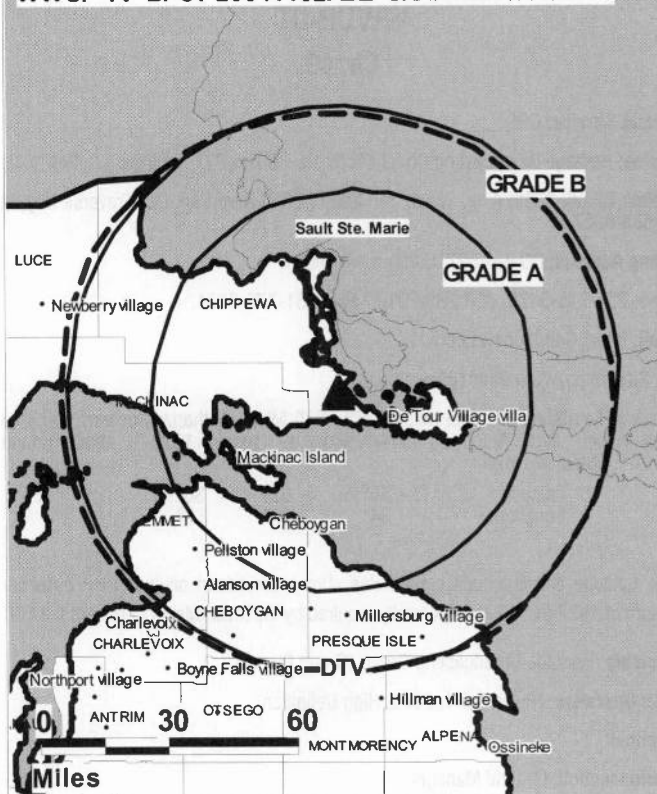 GRADE B
Sault Ste. Marie
GRADE A
LUCE
Newberry village
CHIPPEWA
De Tour Village villa
Mackinac Island
Cheboygan
EMMET
Pellston village
Alanson village
CHEBOYGAN
Millersburg village
Charlevoix
PRESQUE ISLE
CHARLEVOIX
Boyne Falls village
DTV
Northport village
Hillman village
ANTRIM
OTSEGO
0 30 60
MONTMORENCY
ALPENA
Ossineke
Miles